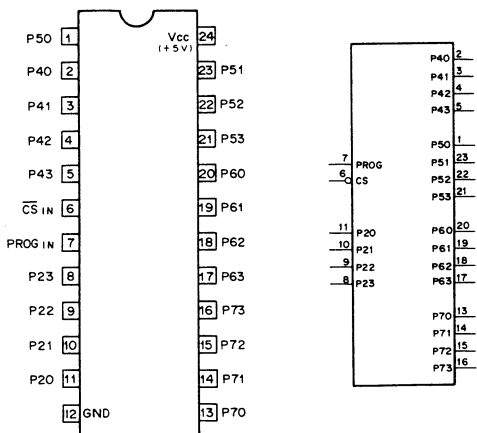 P50 1 Vcc 24
(+5V)
P40 2 23 P51
P41 3 22 P52
P42 4 21 P53
P43 5 20 P60
CS IN 6 19 P61
PROG IN 7 18 P62
P23 8 17 P63
P22 9 16 P73
P21 10 15 P72
P20 11 14 P71
12 GND 13 P70
P40 2
P41 3
P42 4
P43 5
P50 1
7 PROG P51 23
6 CS P52 22
P53 21
11 P20 P60 20
10 P21 P61 19
9 P22 P62 18
8 P23 P63 17
P70 13
P71 14
P72 15
P73 16